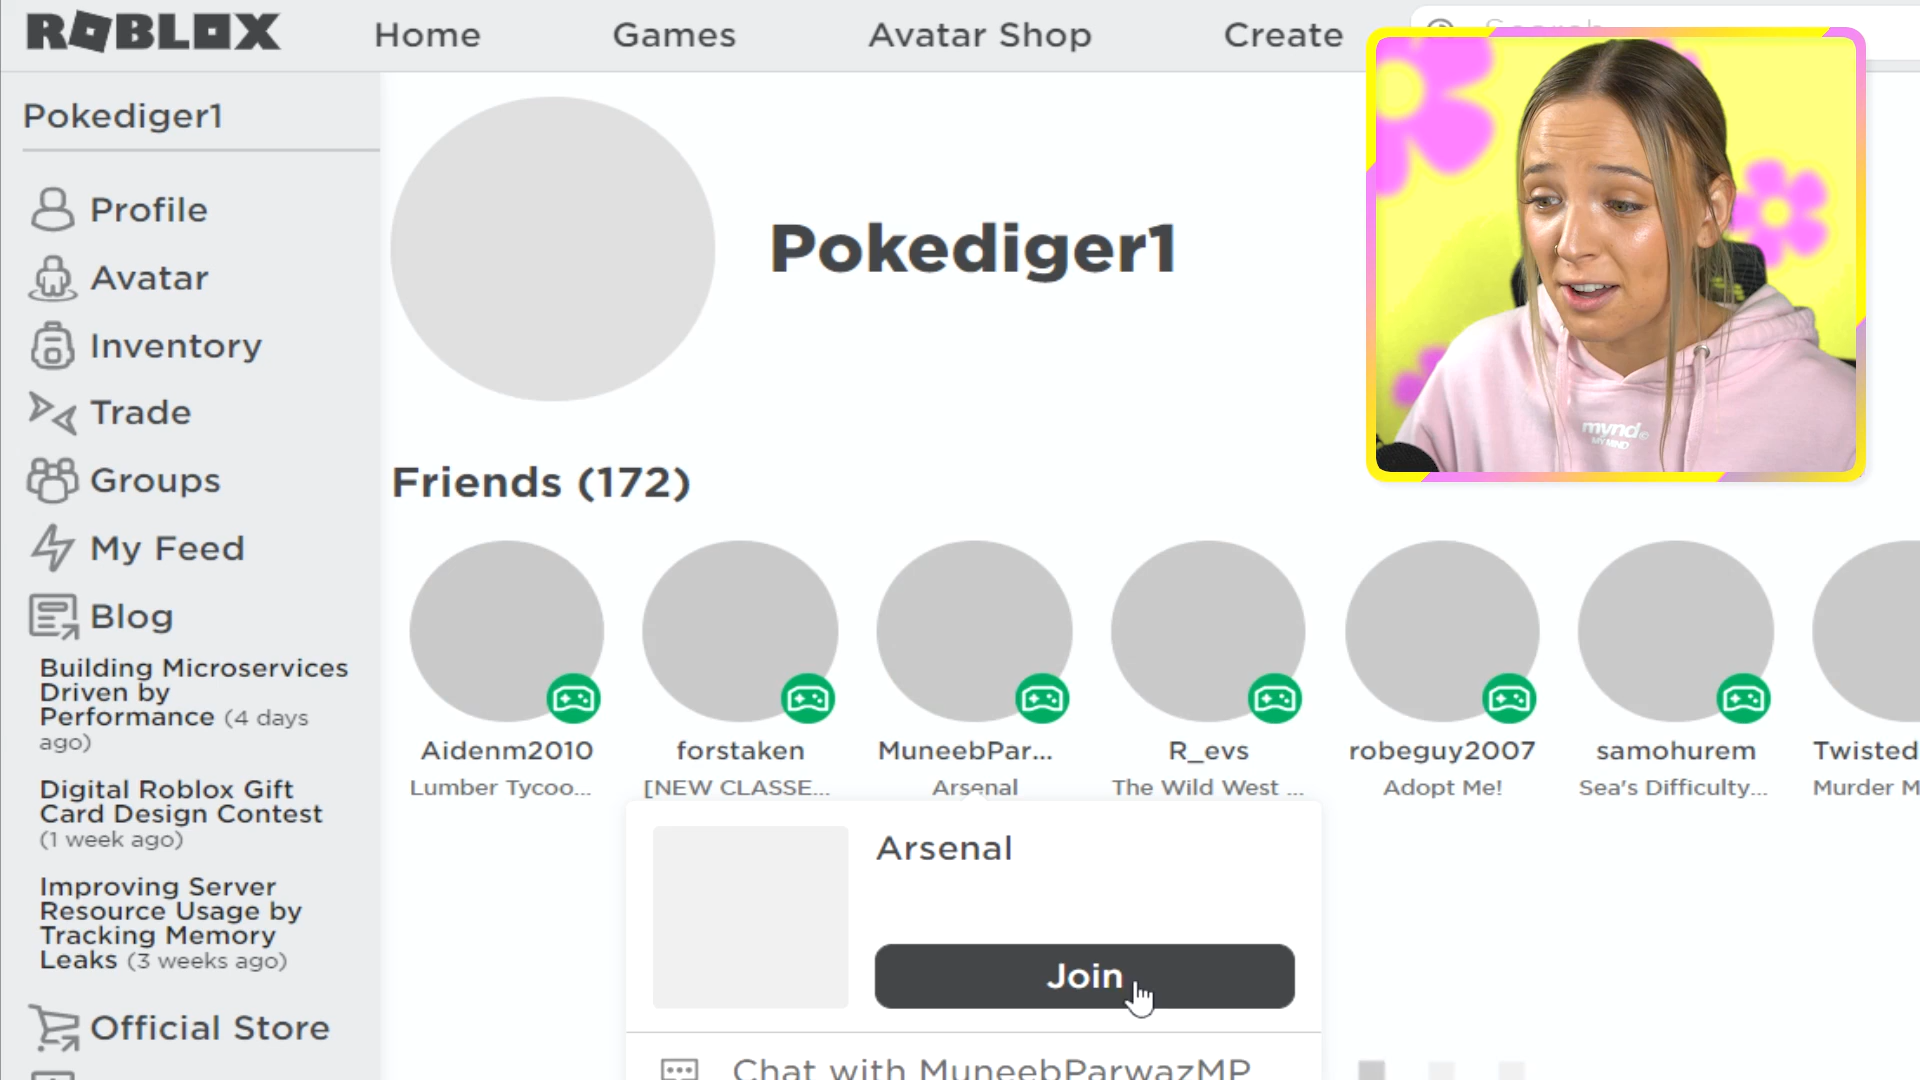 ROBLOX
Home
Games
Avatar Shop
Create
Pokediger1
Profile
Avatar
Inventory
Trade
Groups
My Feed
Blog
Building Microservices
Driven by
Performance (4 days
ago)
Digital Roblox Gift
Card Design Contest
(1 week ago)
Improving Server
Resource Usage by
Tracking Memory
Leaks (3 weeks ago)
Official Store
Pokediger1
mynd©
MY MIND
Friends (172)
Aidenm2010
forstaken
MuneebPar...
R_evs
robeguy2007
samohurem
Twisted
Lumber Tycoo...
[NEW CLASSE...
Arsenal
The Wild West ...
Adopt Me!
Sea's Difficulty...
Murder M
Arsenal
Join
Chat with MuneebParwazMP